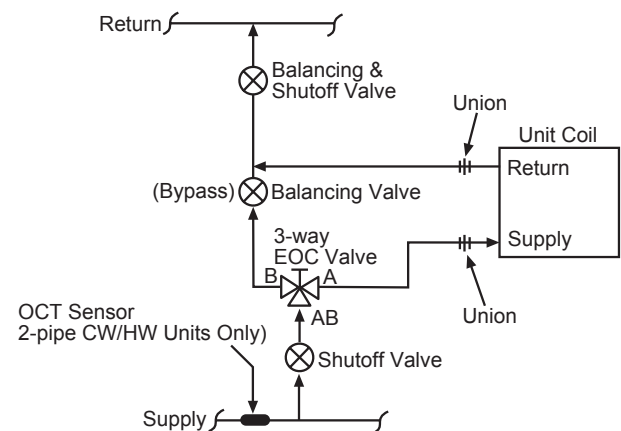 Return
Balancing &
Shutoff Valve
Union
Unit Coil
Return
(Bypass)
Balancing Valve
3-way
EOC Valve
Supply
B
A
OCT Sensor
2-pipe CW/HW Units Only)
AB
Union
Shutoff Valve
Supply